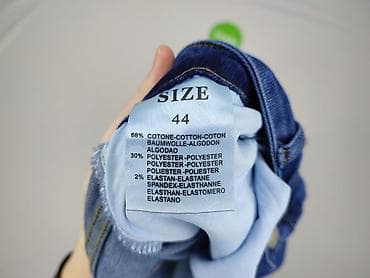 SIZE
44
68% COTONE-COTTON-COTON
BAUMWOLLE-ALGODON
ALGODAO
30% POLYESTER-POLYESTER
POLYESTER-POLYESTER
POLIESTER-POLIESTER
2% ELASTAN-ELASTANE
SPANDEX-ELASTHANNE
ELASTHAN-ELASTOMERO
ELASTANO